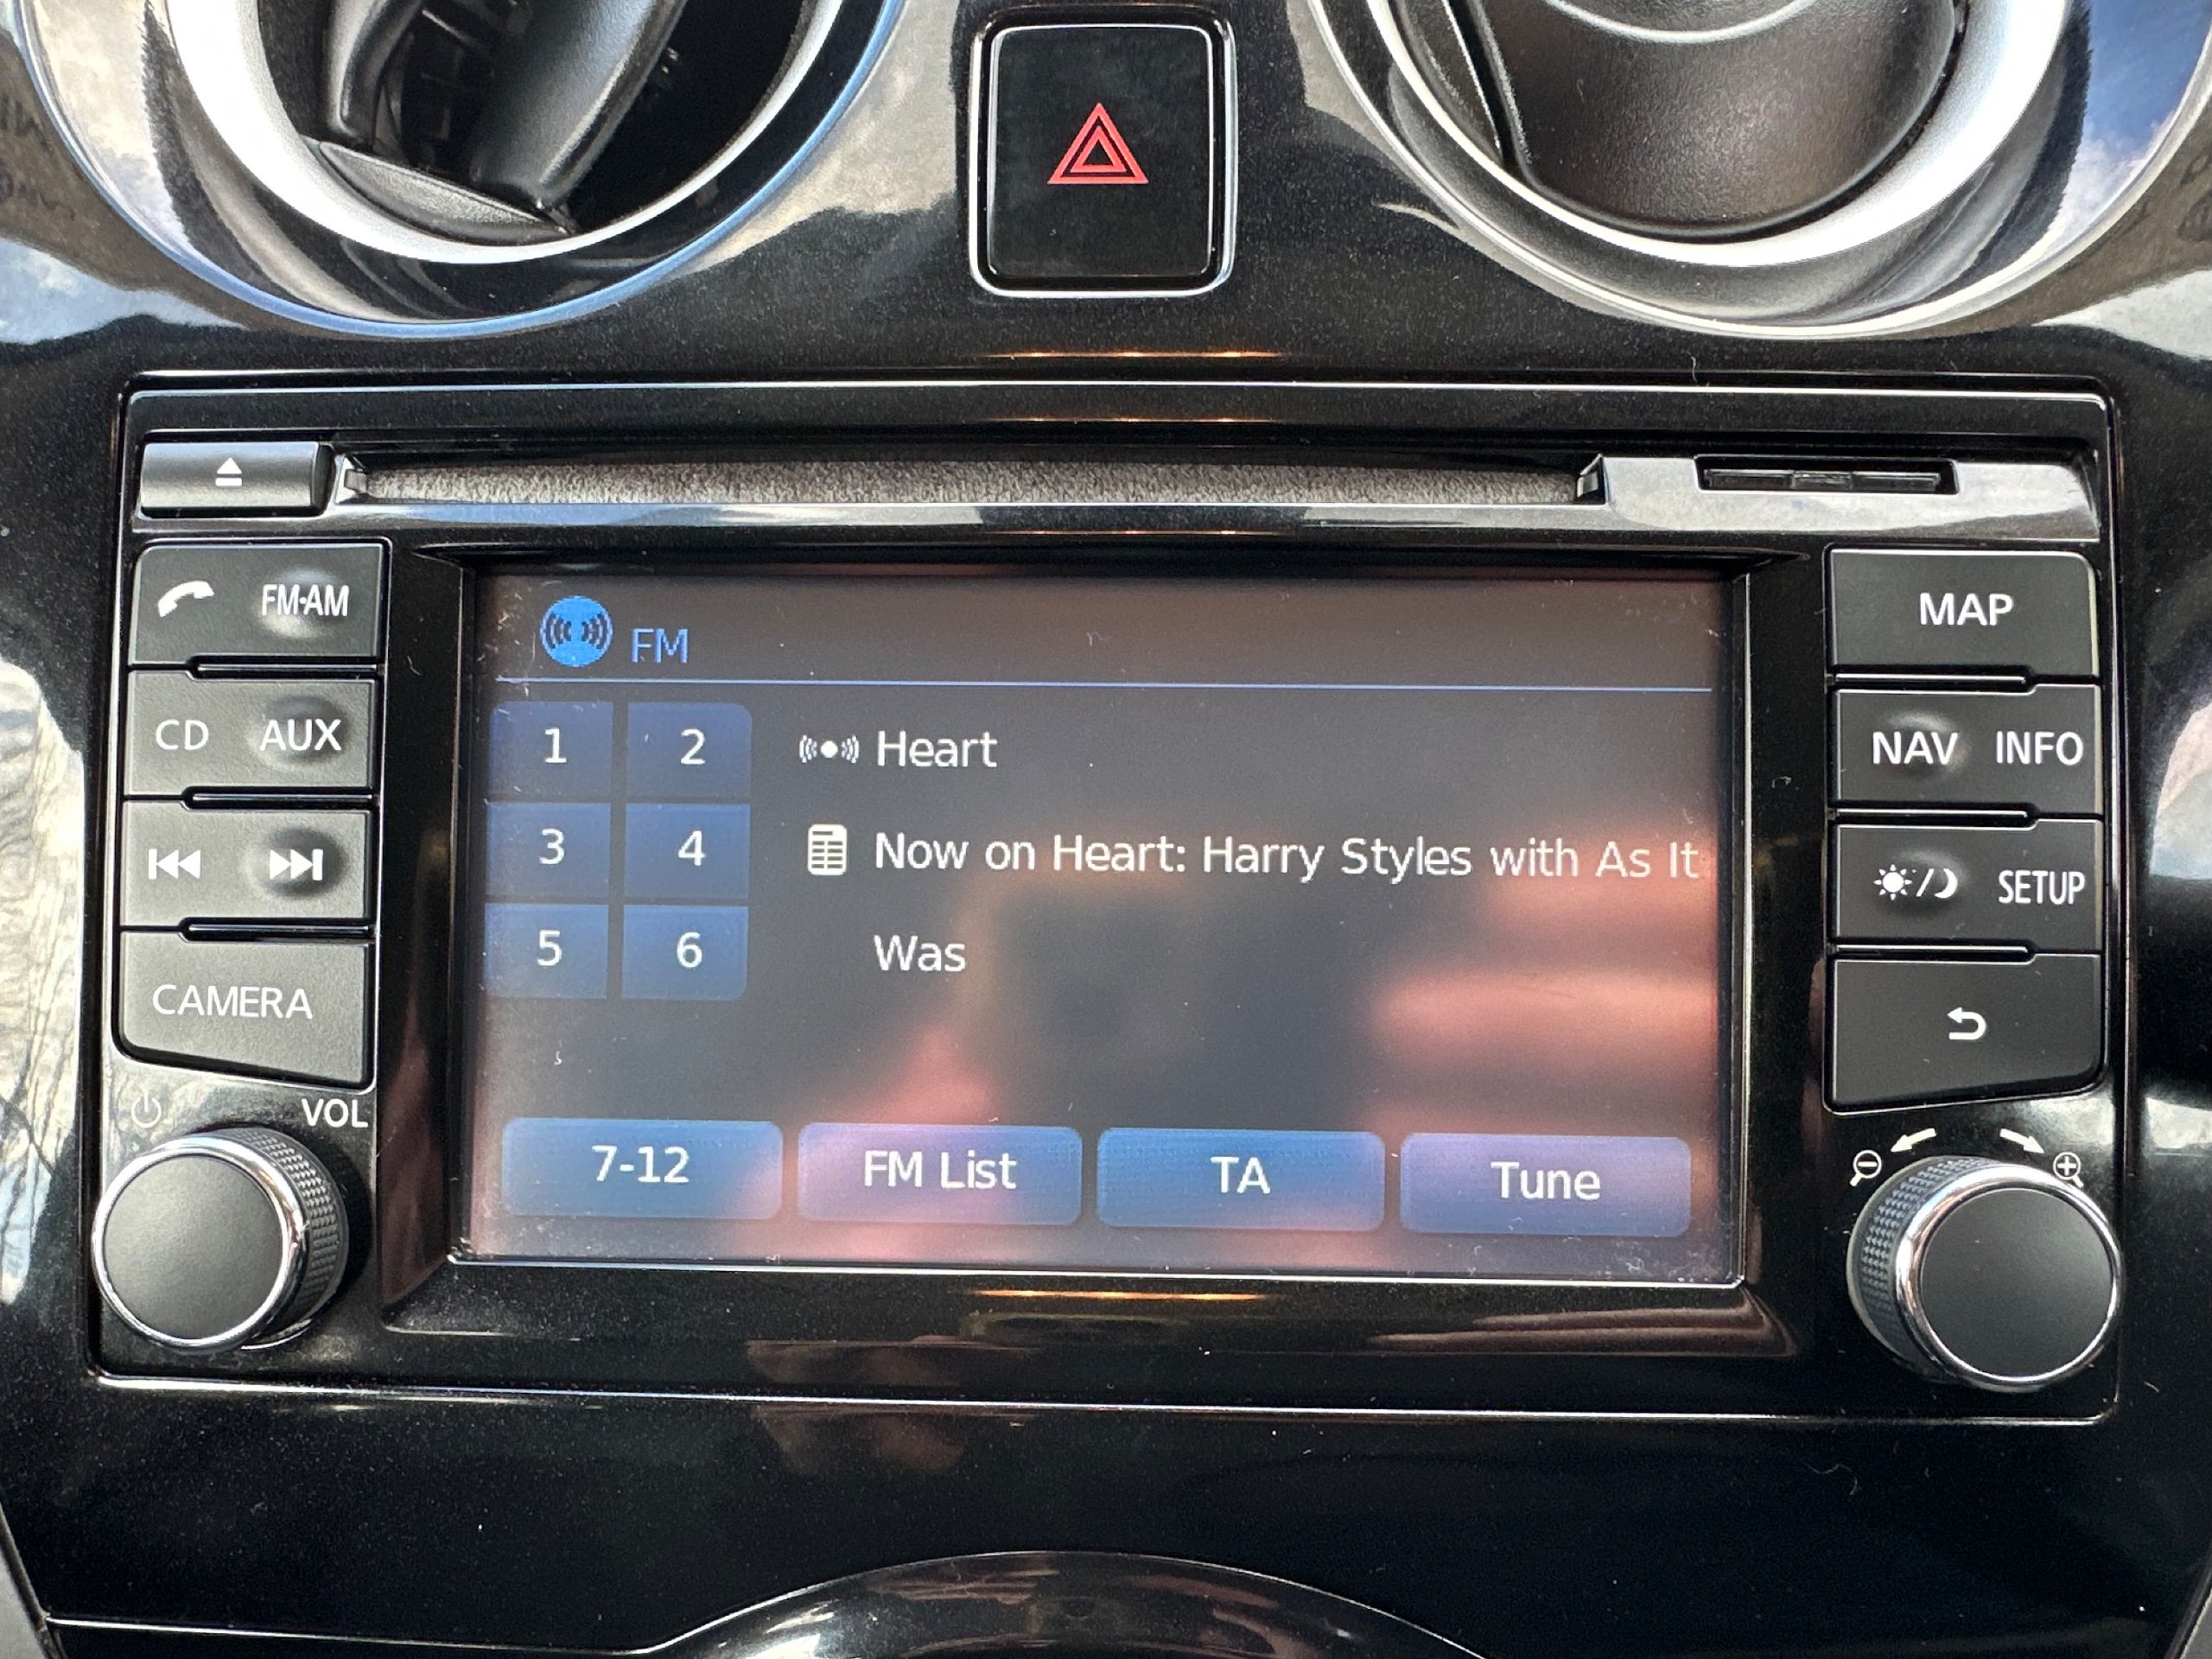 FM·AM
CD AUX
CAMERA
VOL
FM
1 2
3 4
5 6
Heart
Now on Heart: Harry Styles with As It
Was
7-12 FM List TA Tune
MAP
NAV INFO
SETUP